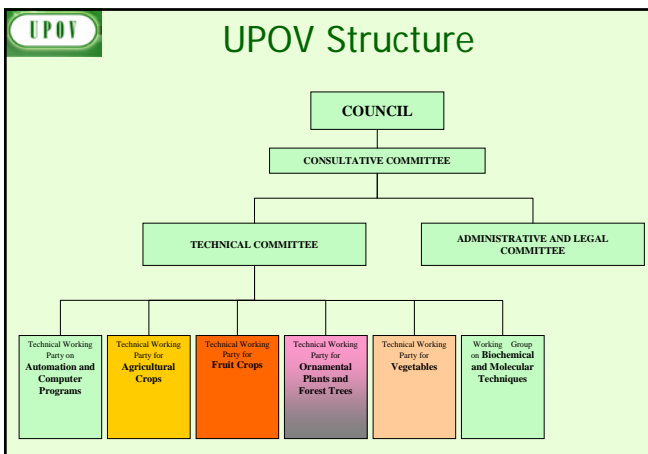 UPOV
UPOV Structure
COUNCIL
CONSULTATIVE COMMITTEE
TECHNICAL COMMITTEE
ADMINISTRATIVE AND LEGAL
COMMITTEE
Technical Working
Party on
Automation and
Computer
Programs
Technical Working
Party for
Agricultural
Crops
Technical Working
Party for
Fruit Crops
Technical Working
Party for
Ornamental
Plants and
Forest Trees
Technical Working
Party for
Vegetables
Working Group
on Biochemical
and Molecular
Techniques